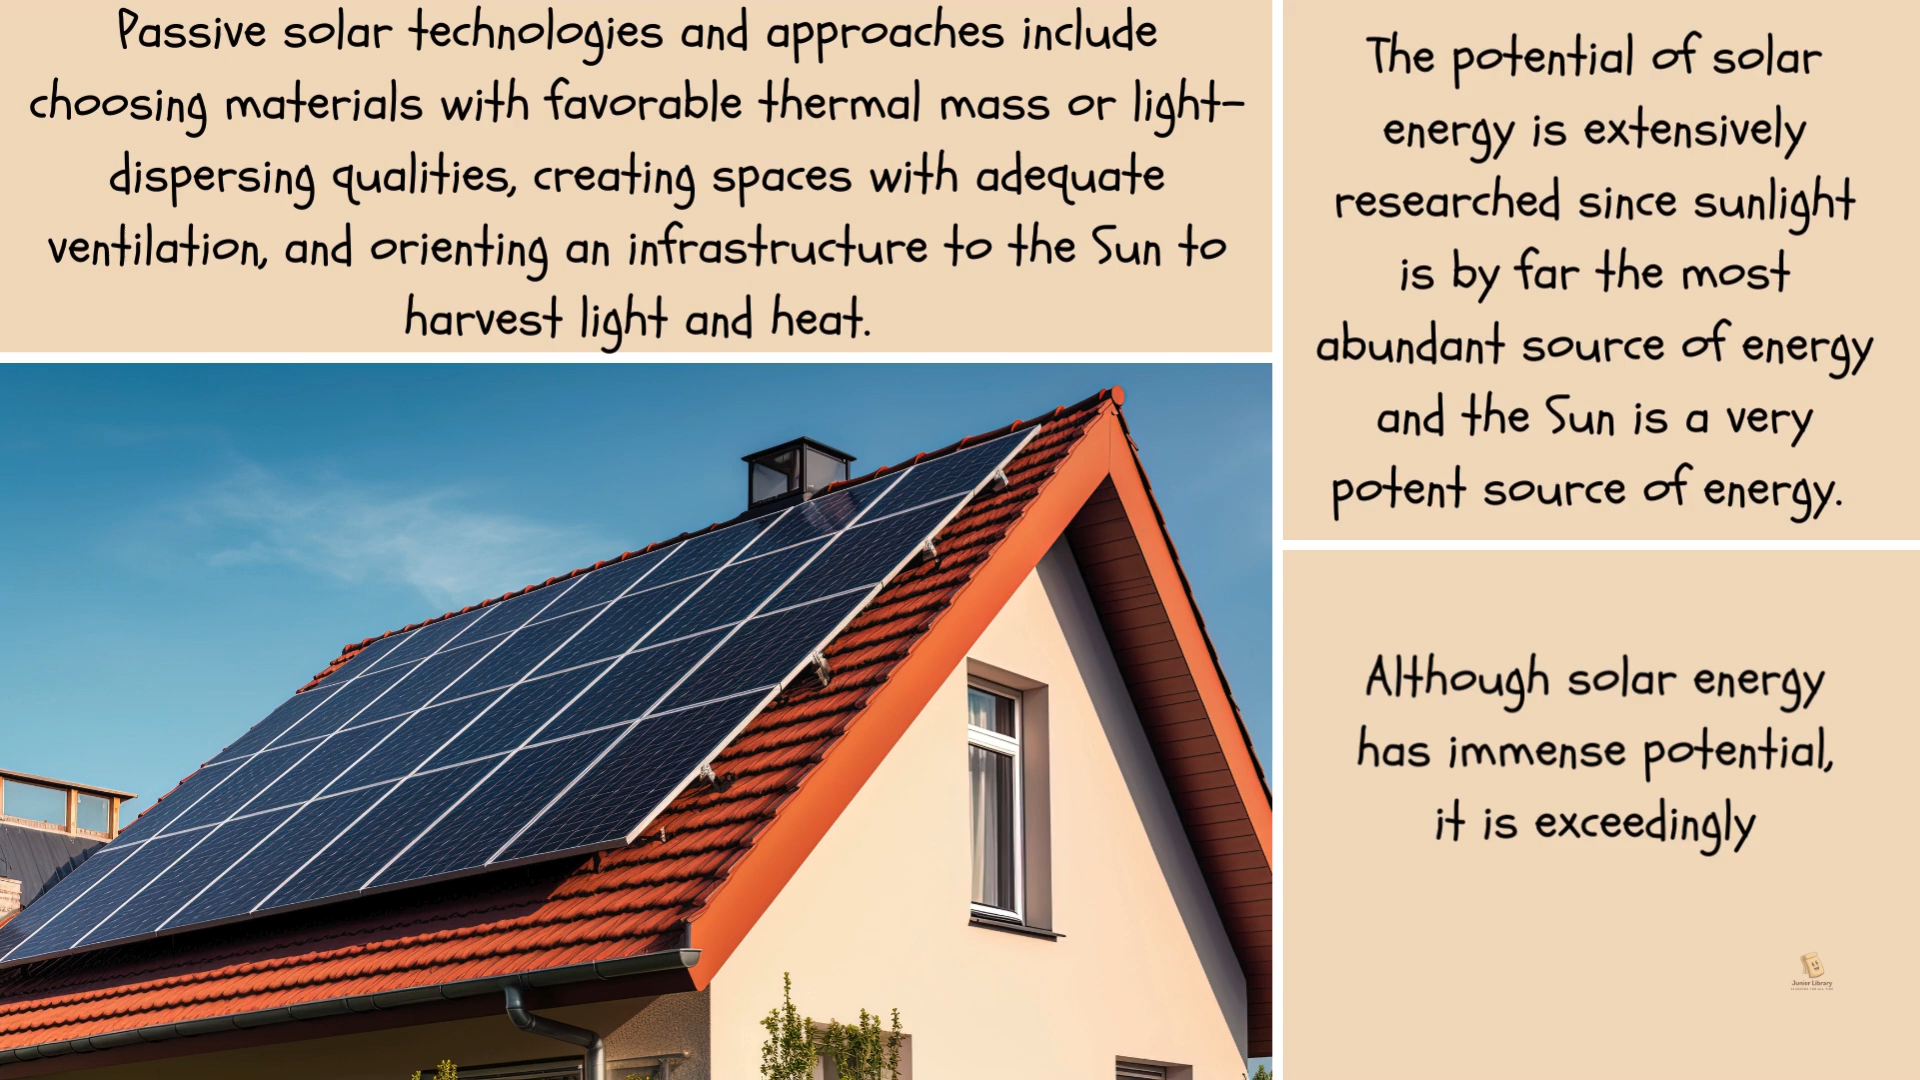 Passive solar technologies and approaches include
choosing materials with favorable thermal mass or light-
dispersing qualities, creating spaces with adequate
ventilation, and orienting an infrastructure to the Sun to
harvest light and heat.
The potential of solar
energy is extensively
researched since sunlight
is by far the most
abundant source of energy
and the Sun is a very
potent source of energy.
Although solar energy
has immense potential,
it is exceedingly
Junior Library